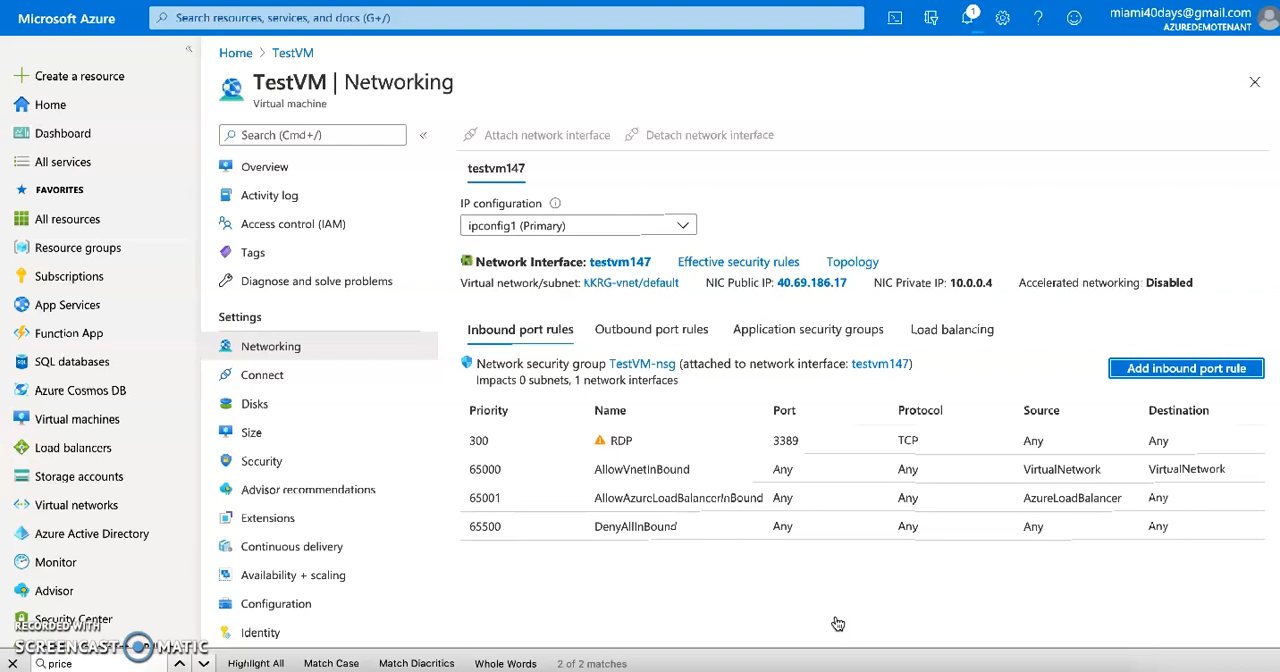 Microsoft Azure
Search resources, services, and docs (G+/)
1
miami40days@gmail.com
AZUREDEMOTENANT
Create a resource
Home
Dashboard
All services
FAVORITES
All resources
Resource groups
Subscriptions
App Services
Function App
SQL databases
Azure Cosmos DB
Virtual machines
Load balancers
Storage accounts
Virtual networks
Azure Active Directory
Monitor
Advisor
Security Center
RECORDED WITH
SCREENCAST MATIC
Home > TestVM
TestVM | Networking
Virtual machine
Search (Cmd+/)
Overview
Activity log
Access control (IAM)
Tags
Diagnose and solve problems
Settings
Networking
Connect
Disks
Size
Security
Advisor recommendations
Extensions
Continuous delivery
Availability + scaling
Configuration
Identity
Attach network interface Detach network interface
testvm147
IP configuration
ipconfig1 (Primary)
Network Interface: testvm147 Effective security rules Topology
Virtual network/subnet: KKRG-vnet/default NIC Public IP: 40.69.186.17 NIC Private IP: 10.0.0.4 Accelerated networking: Disabled
Inbound port rules Outbound port rules Application security groups Load balancing
Network security group TestVM-nsg (attached to network interface: testvm147)
Impacts 0 subnets, 1 network interfaces
Add inbound port rule
Priority Name Port Protocol Source Destination
300 RDP 3389 TCP Any Any
65000 AllowVnetInBound Any Any VirtualNetwork VirtualNetwork
65001 AllowAzureLoadBalancerInBound Any Any AzureLoadBalancer Any
65500 DenyAllInBound Any Any Any Any
price Highlight All Match Case Match Diacritics Whole Words 2 of 2 matches